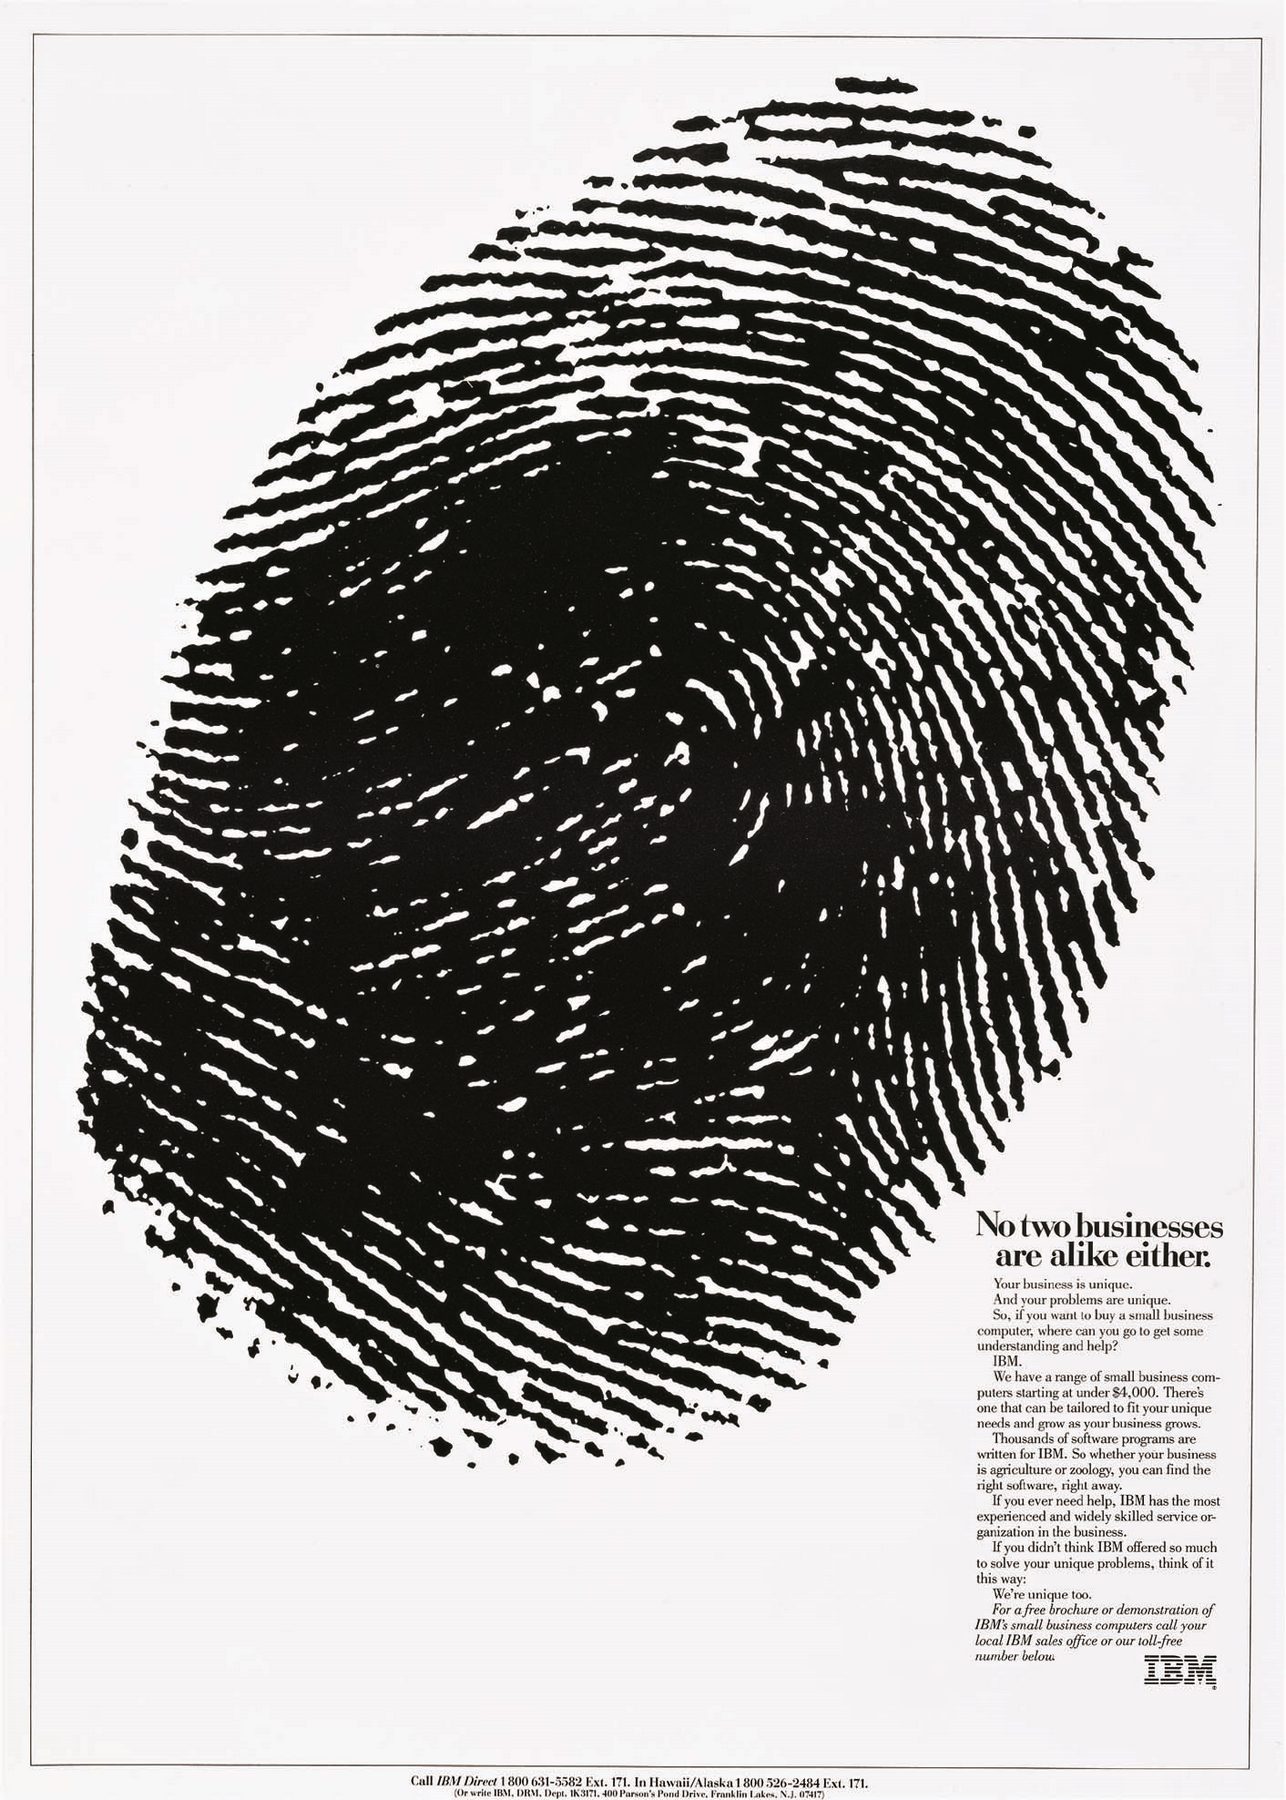 No two businesses
are alike either.
Your business is unique.
And your problems are unique.
So, if you want to buy a small business
computer, where can you go to get some
understanding and help?
IBM.
We have a range of small business com-
puters starting at under $4,000. There's
one that can be tailored to fit your unique
needs and grow as your business grows.
Thousands of software programs are
written for IBM. So whether your business
is agriculture or zoology, you can find the
right software, right away.
If you ever need help, IBM has the most
experienced and widely skilled service or-
ganization in the business.
If you didn't think IBM offered so much
to solve your unique problems, think of it
this way:
We're unique too.
For a free brochure or demonstration of
IBM's small business computers call your
local IBM sales office or our toll-free
number below.
IBM®
Call IBM Direct 1 800 631-5582 Ext. 171. In Hawaii/Alaska 1 800 526-2484 Ext. 171.
(Or write IBM, DRM, Dept. 1K3171, 400 Parson's Pond Drive, Franklin Lakes, N.J. 07417)